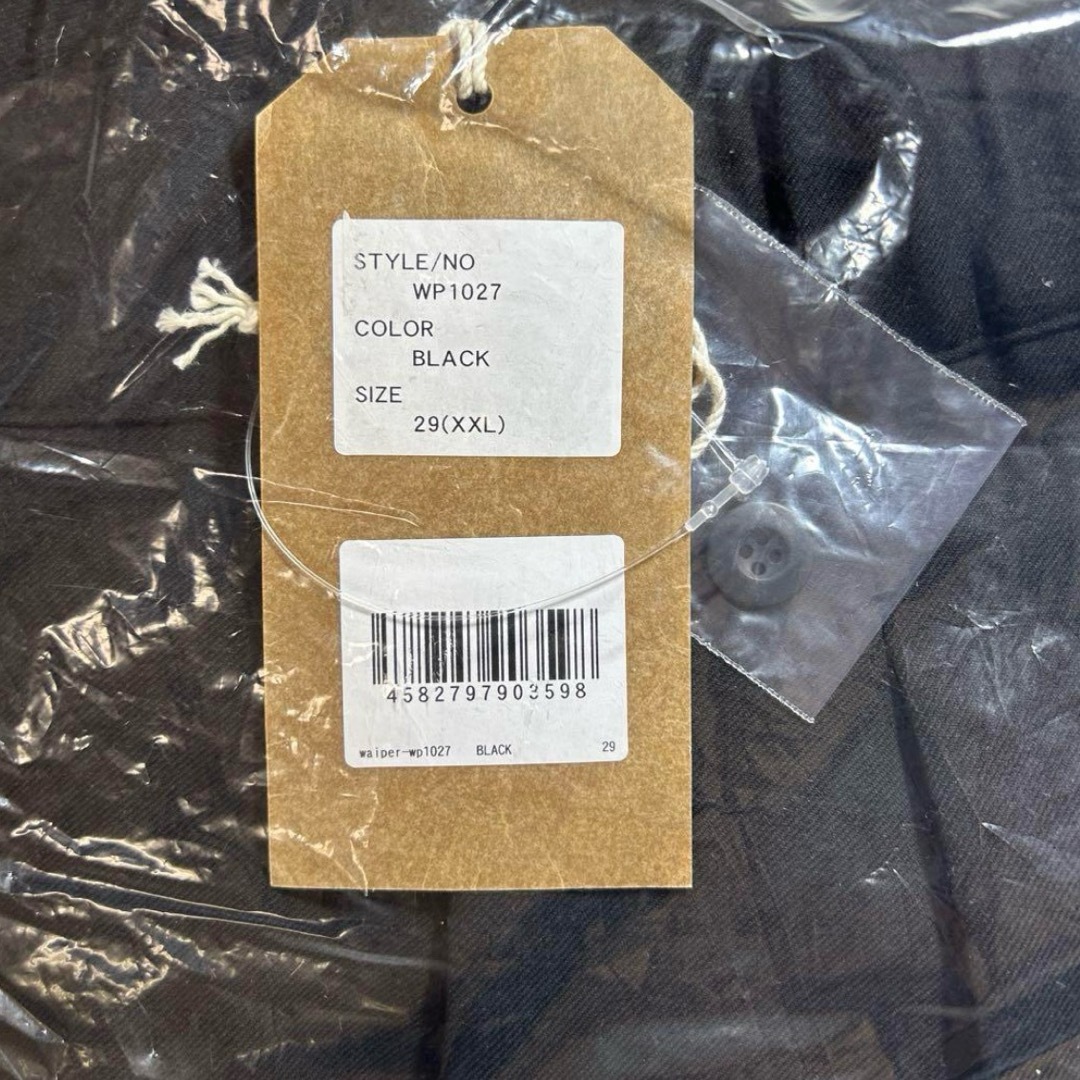 STYLE/NO
WP1027
COLOR
BLACK
SIZE
29(XXL)
4582797903598
waiper-wp1027 BLACK 29